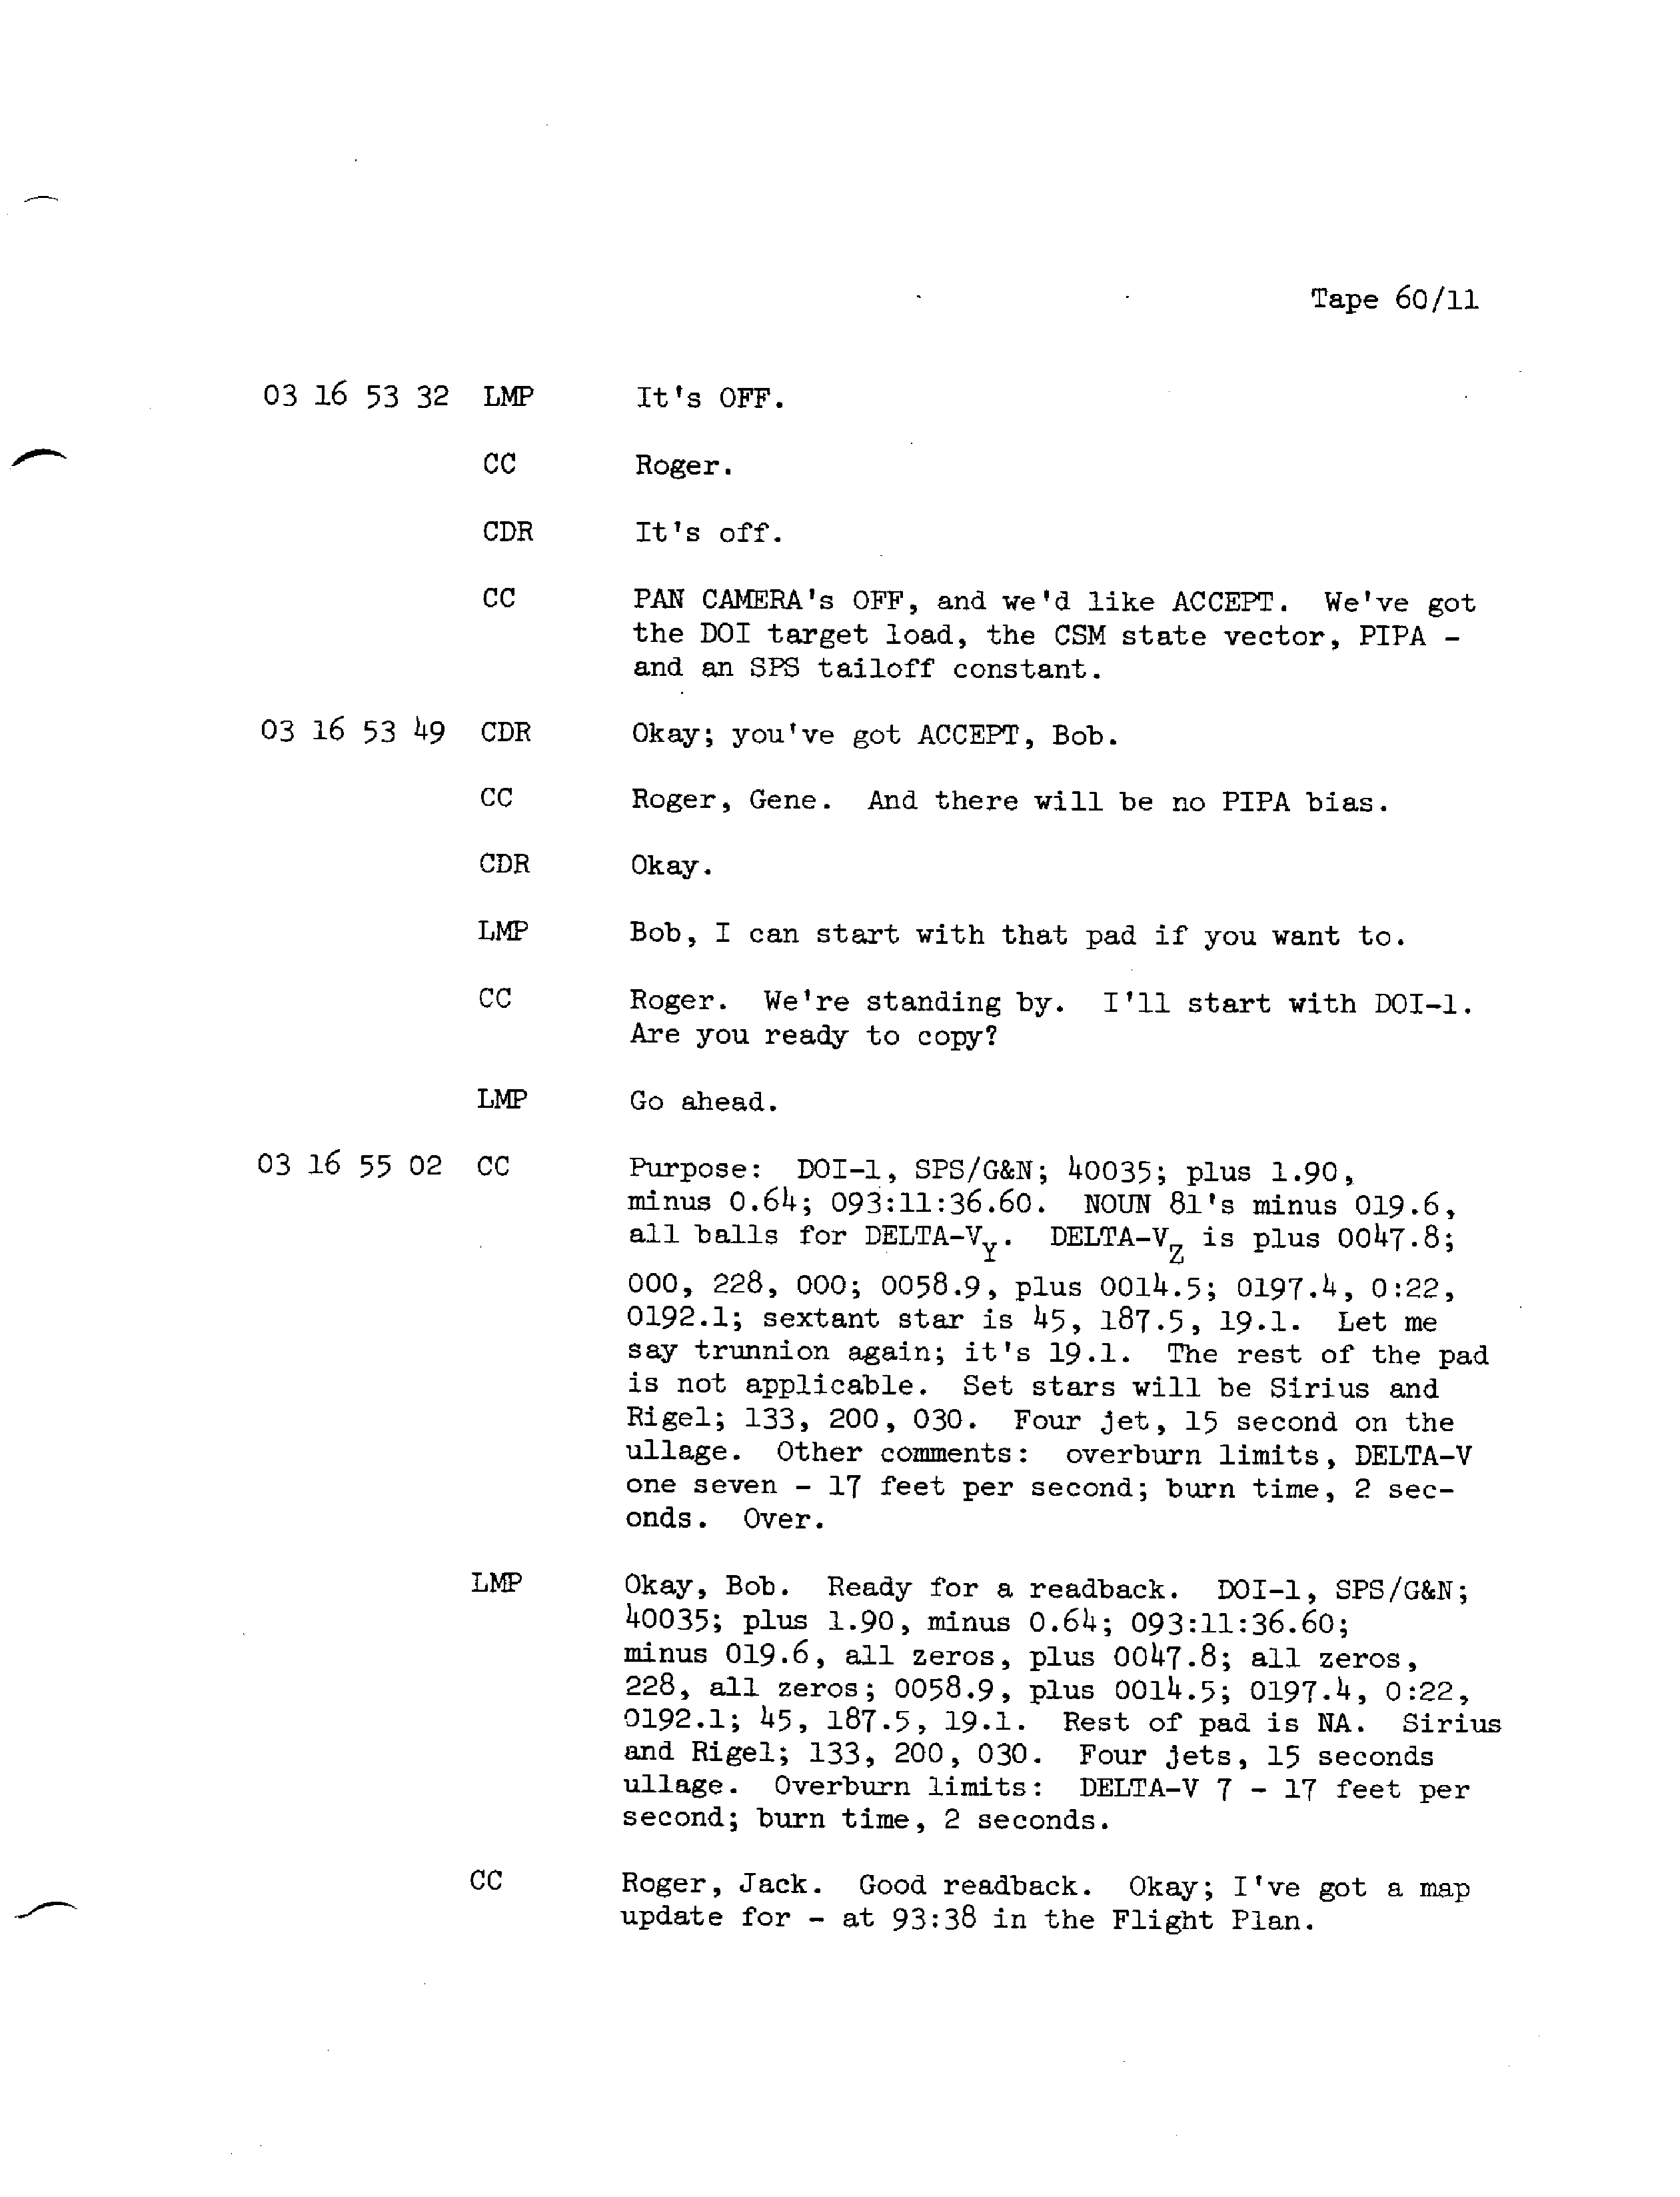 Tape 60/11
03 16 53 32 LMP It's OFF.
CC Roger.
CDR It's off.
CC PAN CAMERA's OFF, and we'd like ACCEPT. We've got
the DOI target load, the CSM state vector, PIPA -
and an SPS tailoff constant.
03 16 53 49 CDR Okay; you've got ACCEPT, Bob.
CC Roger, Gene. And there will be no PIPA bias.
CDR Okay.
LMP Bob, I can start with that pad if you want to.
CC Roger. We're standing by. I'll start with DOI-1.
Are you ready to copy?
LMP Go ahead.
03 16 55 02 CC Purpose: DOI-1, SPS/G&N; 40035; plus 1.90,
minus 0.64; 093:11:36.60. NOUN 81's minus 019.6,
all balls for DELTA-VY. DELTA-VZ is plus 0047.8;
000, 228, 000; 0058.9, plus 0014.5; 0197.4, 0:22,
0192.1; sextant star is 45, 187.5, 19.1. Let me
say trunnion again; it's 19.1. The rest of the pad
is not applicable. Set stars will be Sirius and
Rigel; 133, 200, 030. Four jet, 15 second on the
ullage. Other comments: overburn limits, DELTA-V
one seven - 17 feet per second; burn time, 2 sec-
onds. Over.
LMP Okay, Bob. Ready for a readback. DOI-1, SPS/G&N;
40035; plus 1.90, minus 0.64; 093:11:36.60;
minus 019.6, all zeros, plus 0047.8; all zeros,
228, all zeros; 0058.9, plus 0014.5; 0197.4, 0:22,
0192.1; 45, 187.5, 19.1. Rest of pad is NA. Sirius
and Rigel; 133, 200, 030. Four jets, 15 seconds
ullage. Overburn limits: DELTA-V 7 - 17 feet per
second; burn time, 2 seconds.
CC Roger, Jack. Good readback. Okay; I've got a map
update for - at 93:38 in the Flight Plan.